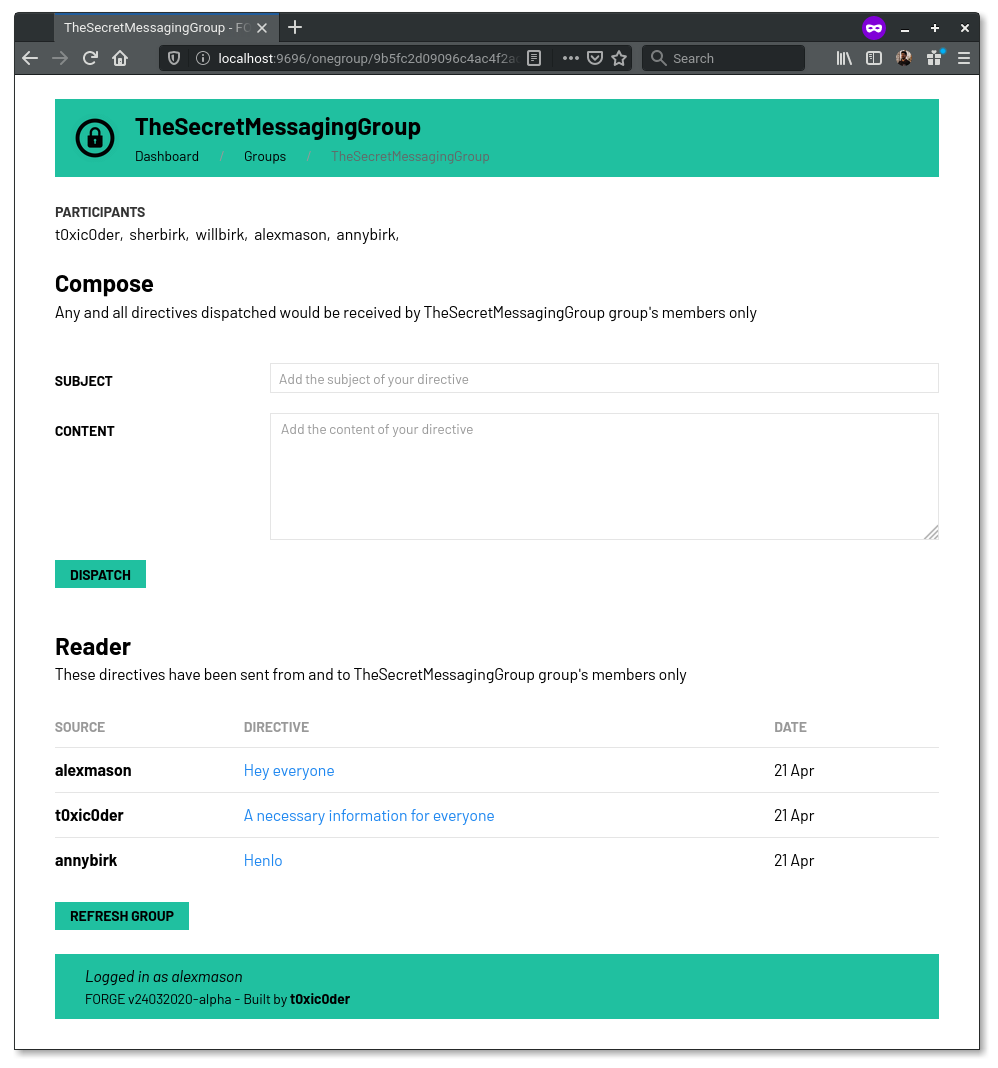 TheSecretMessagingGroup - FO
localhost:9696/onegroup/9b5fc2d09096c4ac4f2ac
Search
TheSecretMessagingGroup
Dashboard / Groups / TheSecretMessagingGroup
PARTICIPANTS
t0xic0der, sherbirk, willbirk, alexmason, annybirk,
Compose
Any and all directives dispatched would be received by TheSecretMessagingGroup group's members only
SUBJECT
Add the subject of your directive
CONTENT
Add the content of your directive
DISPATCH
Reader
These directives have been sent from and to TheSecretMessagingGroup group's members only
SOURCE DIRECTIVE DATE
alexmason Hey everyone 21 Apr
t0xic0der A necessary information for everyone 21 Apr
annybirk Henlo 21 Apr
REFRESH GROUP
Logged in as alexmason
FORGE v24032020-alpha - Built by t0xic0der